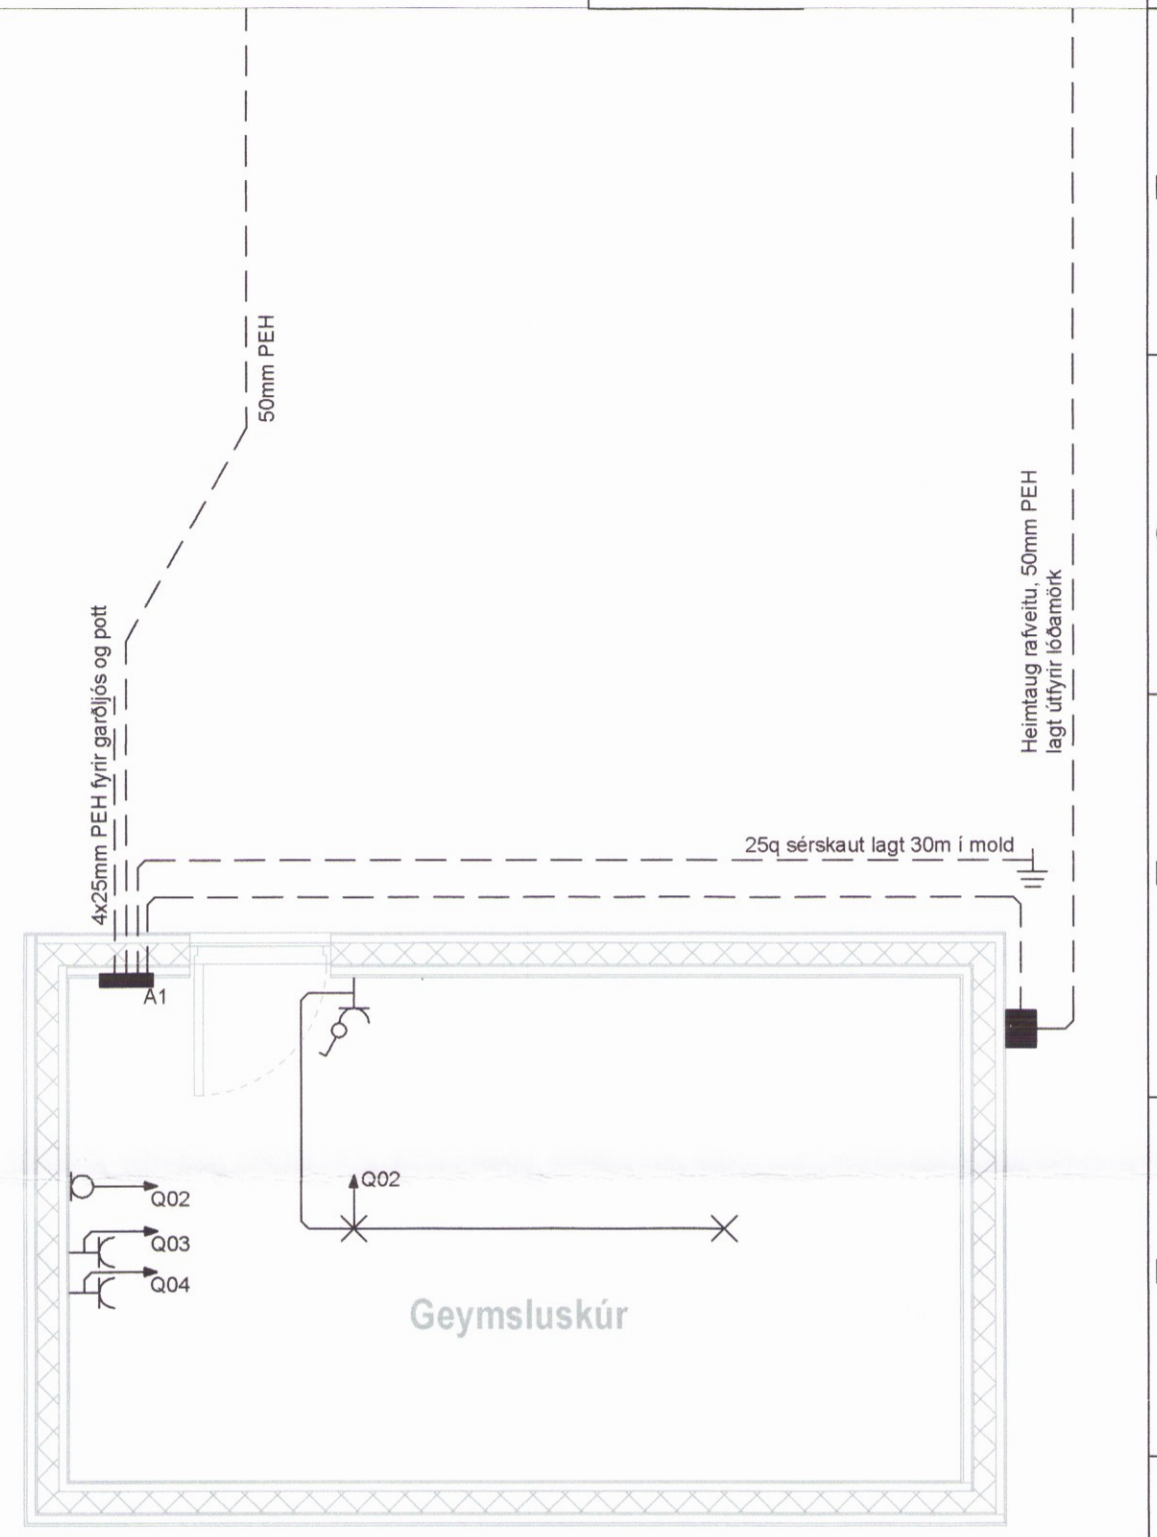 50mm PEH
4x25mm PEH fyrir garðljós og pott
Heimtaug rafveitu, 50mm PEH
lagt útfyrir lóðamörk
25q sérskaut lagt 30m í mold
A1
Q02
Q02
Q03
Q04
Geymsluskúr